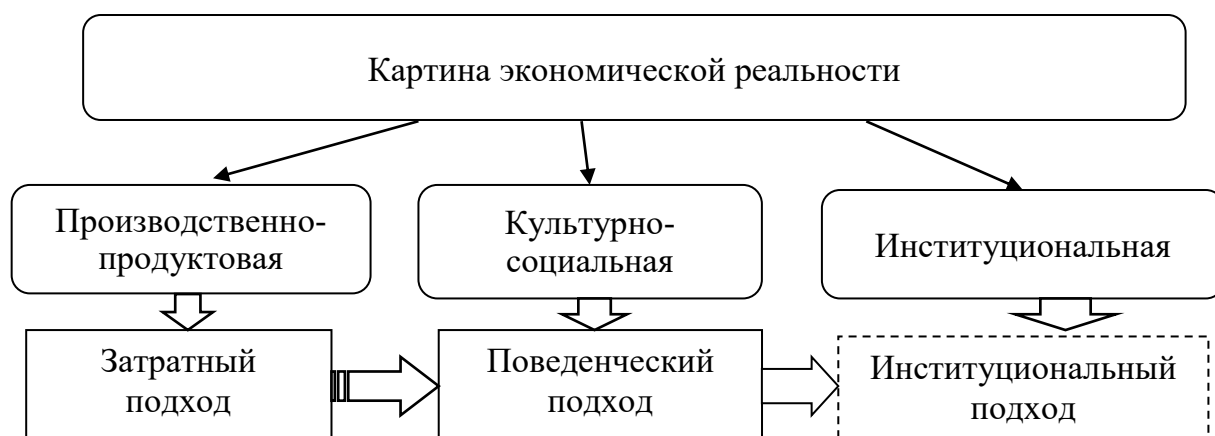 Картина экономической реальности
Производственно-
продуктовая
Культурно-
социальная
Институциональная
Затратный
подход
Поведенческий
подход
Институциональный
подход